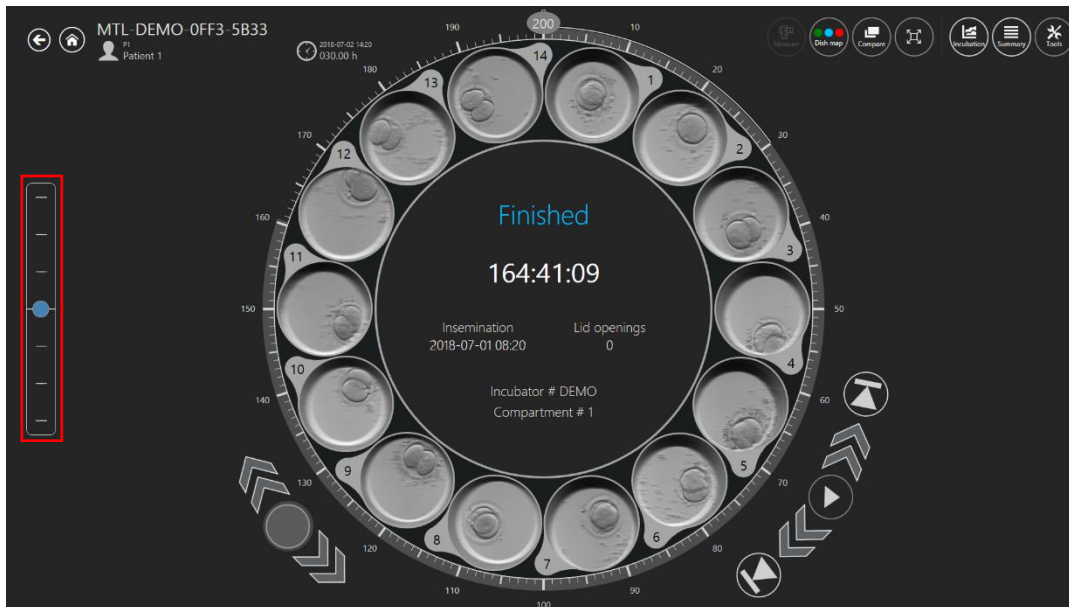 MTL-DEMO-0FF3-5B33
P1
Patient 1
2018-07-02 14:20
030.00 h
Measure
Dish map
Compare
Incubation
Summary
Tools
200
10
20
30
40
50
60
70
80
90
100
110
120
130
140
150
160
170
180
190
1
2
3
4
5
6
7
8
9
10
11
12
13
14
Finished
164:41:09
Insemination
2018-07-01 08:20
Lid openings
0
Incubator # DEMO
Compartment # 1